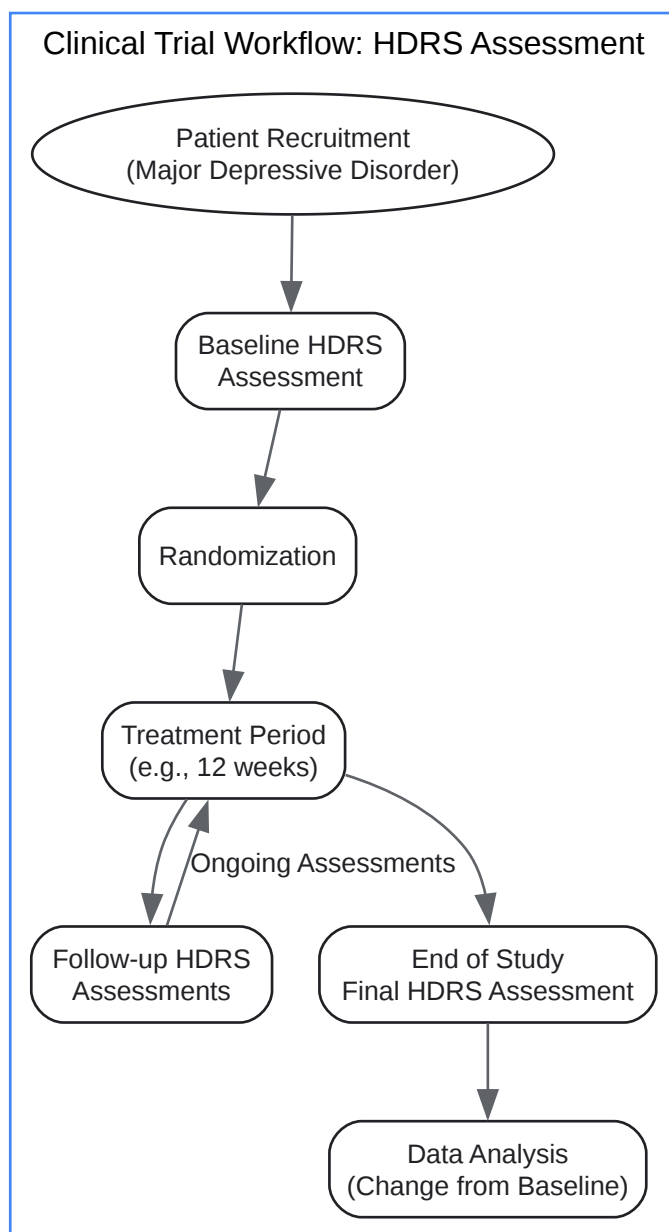 Clinical Trial Workflow: HDRS Assessment
Patient Recruitment
(Major Depressive Disorder)
Baseline HDRS
Assessment
Randomization
Treatment Period
(e.g., 12 weeks)
Ongoing Assessments
Follow-up HDRS
Assessments
End of Study
Final HDRS Assessment
Data Analysis
(Change from Baseline)